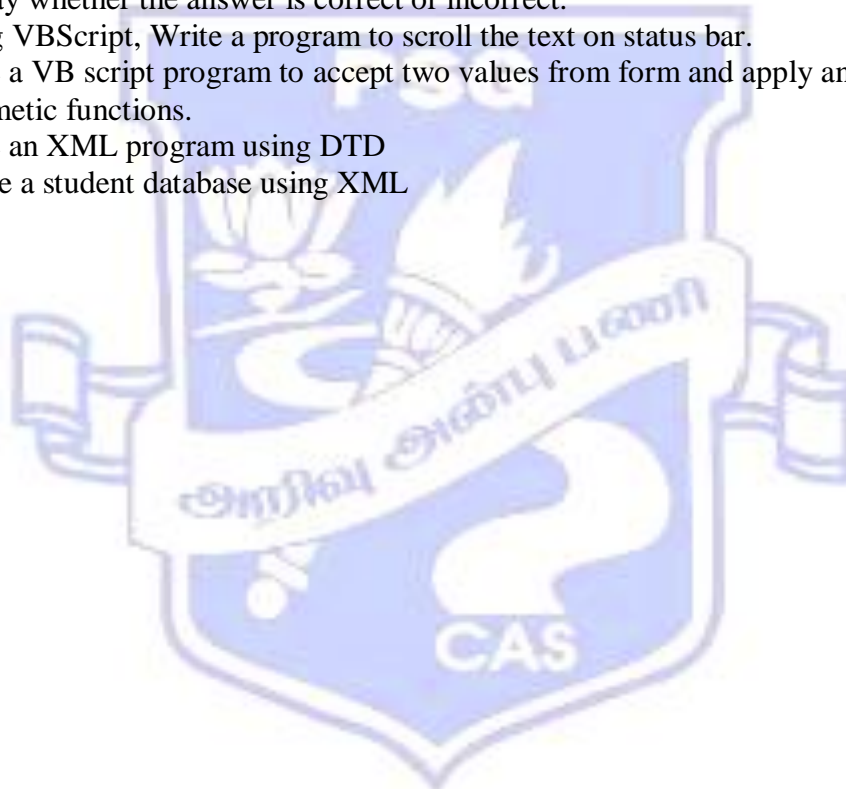 y whether the answer is correct or incorrect.
g VBScript, Write a program to scroll the text on status bar.
a VB script program to accept two values from form and apply an
metic functions.
an XML program using DTD
e a student database using XML
PSG
அறிவு அன்பு பணி
CAS